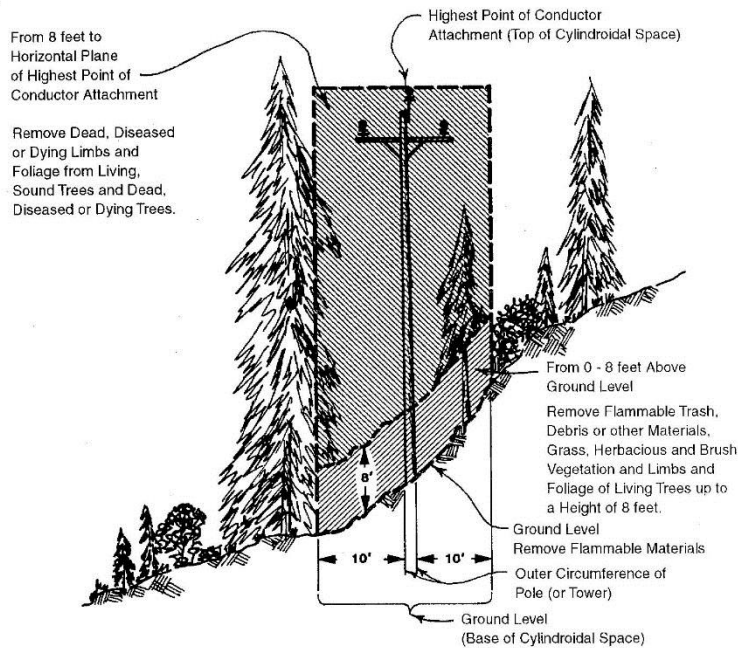 Highest Point of Conductor
Attachment (Top of Cylindroidal Space)
From 8 feet to
Horizontal Plane
of Highest Point of
Conductor Attachment
Remove Dead, Diseased
or Dying Limbs and
Foliage from Living,
Sound Trees and Dead,
Diseased or Dying Trees.
From 0 - 8 feet Above
Ground Level
Remove Flammable Trash,
Debris or other Materials,
Grass, Herbacious and Brush
Vegetation and Limbs and
Foliage of Living Trees up to
a Height of 8 feet.
8'
Ground Level
Remove Flammable Materials
10'
10'
Outer Circumference of
Pole (or Tower)
Ground Level
(Base of Cylindroidal Space)